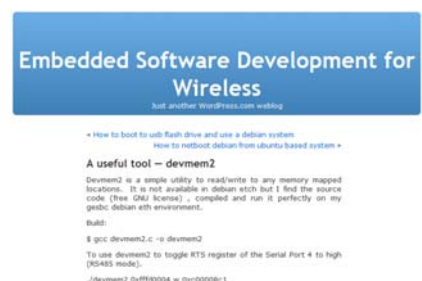 Embedded Software Development for
Wireless
Just another WordPress.com weblog
« How to boot to usb flash drive and use a debian system
How to netboot debian from ubuntu based system »
A useful tool — devmem2
Devmem2 is a simple utility to read/write to any memory mapped
locations. It is not available in debian etch but I find the source
code (free GNU license) , compiled and run it perfectly on my
gesbc debian eth environment.
Build:
$ gcc devmem2.c -o devmem2
To use devmem2 to toggle RTS register of the Serial Port 4 to high
(RS485 mode).
./devmem2 0xfffd0004 w